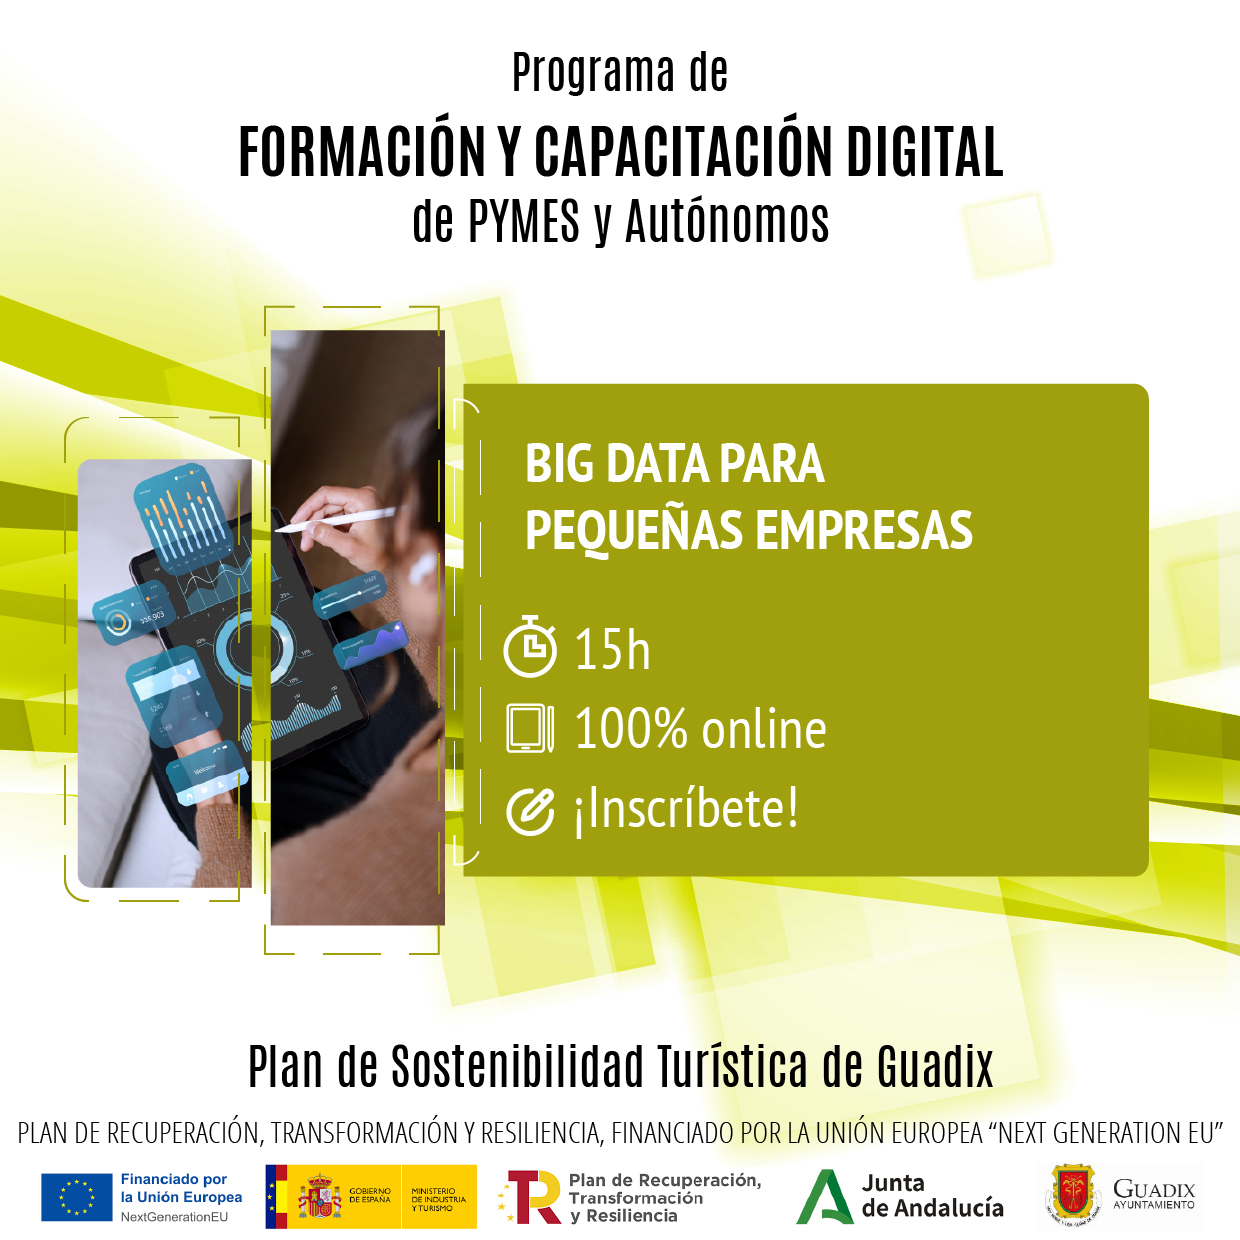 Programa de
FORMACIÓN Y CAPACITACIÓN DIGITAL
de PYMES y Autónomos
BIG DATA PARA
PEQUEÑAS EMPRESAS
15h
100% online
¡Inscríbete!
Welcome
Plan de Sostenibilidad Turística de Guadix
PLAN DE RECUPERACIÓN, TRANSFORMACIÓN Y RESILIENCIA, FINANCIADO POR LA UNIÓN EUROPEA “NEXT GENERATION EU”
Financiado por
la Unión Europea
NextGenerationEU
GOBIERNO
DE ESPAÑA
MINISTERIO
DE INDUSTRIA
Y TURISMO
Plan de Recuperación,
Transformación
y Resiliencia
Junta
de Andalucía
GUADIX
AYUNTAMIENTO